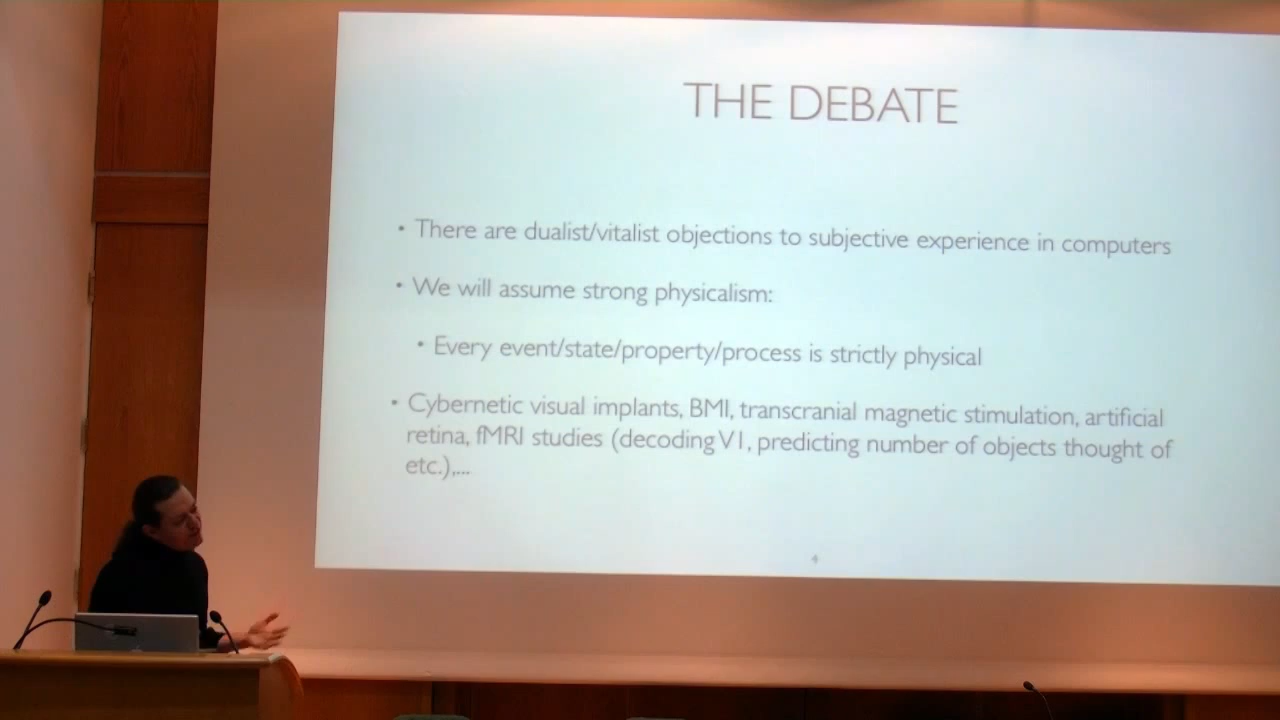 THE DEBATE
• There are dualist/vitalist objections to subjective experience in computers
• We will assume strong physicalism:
• Every event/state/property/process is strictly physical
• Cybernetic visual implants, BMI, transcranial magnetic stimulation, artificial
retina, fMRI studies (decoding V1, predicting number of objects thought of
etc.),...
4